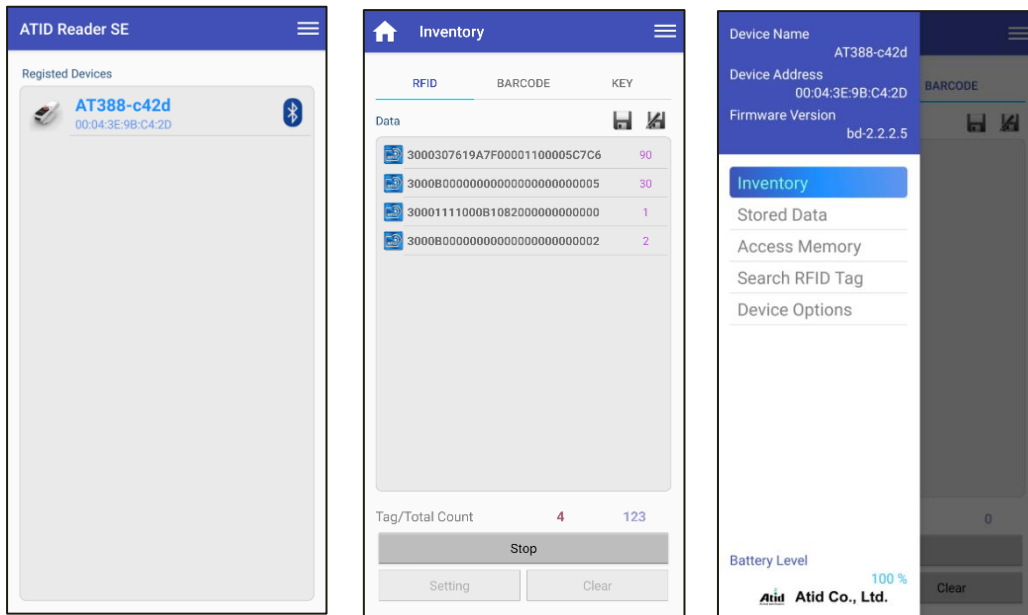 ATID Reader SE
Registed Devices
AT388-c42d
00:04:3E:9B:C4:2D
Inventory
RFID BARCODE KEY
Data
3000307619A7F00001100005C7C6 90
3000B00000000000000000000005 30
30001111000B1082000000000000 1
3000B00000000000000000000002 2
Tag/Total Count 4 123
Stop
Setting Clear
Device Name
AT388-c42d
Device Address
00:04:3E:9B:C4:2D
Firmware Version
bd-2.2.2.5
BARCODE
Inventory
Stored Data
Access Memory
Search RFID Tag
Device Options
0
Battery Level
100 %
Atid Atid Co., Ltd.
Clear